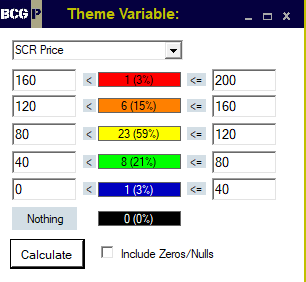 BCG P Theme Variable:
SCR Price
160 < 1 (3%) <= 200
120 < 6 (15%) <= 160
80 < 23 (59%) <= 120
40 < 8 (21%) <= 80
0 < 1 (3%) <= 40
Nothing 0 (0%)
Calculate Include Zeros/Nulls